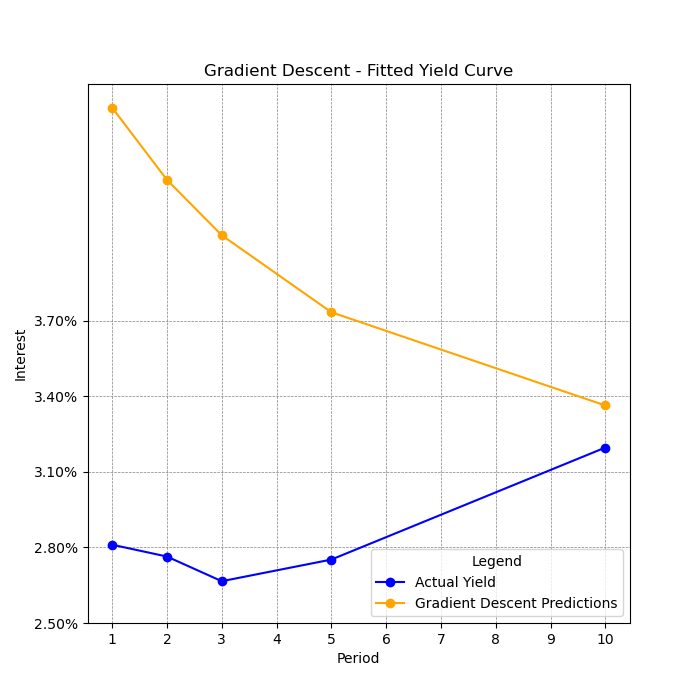 Gradient Descent - Fitted Yield Curve
Interest
3.70%
3.40%
3.10%
2.80%
2.50%
Legend
Actual Yield
Gradient Descent Predictions
1 2 3 4 5 6 7 8 9 10
Period